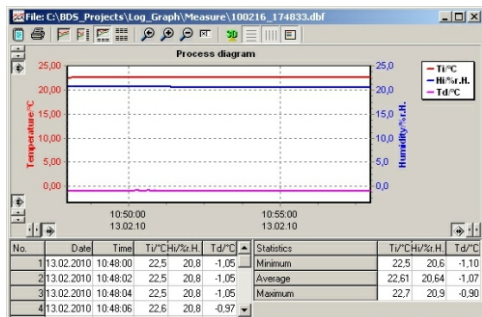 File: C:\BDS_Projects\Log_Graph\Measure\100216_174833.dbf
3D
Process diagram
25,00 25,0
20,00 20,0
15,00 15,0
10,00 10,0
5,00 5,0
0,00 0,0
Temperature/°C
Humidity/%r.H.
Ti/°C
Hi/%r.H.
Td/°C
10:50:00 10:55:00
13.02.10 13.02.10
No. Date Time Ti/°C Hi/%r.H. Td/°C Statistics Ti/°C Hi/%r.H. Td/°C
1 13.02.2010 10:48:00 22,5 20,8 -1,05 Minimum 22,5 20,6 -1,10
2 13.02.2010 10:48:02 22,5 20,8 -1,05 Average 22,61 20,64 -1,07
3 13.02.2010 10:48:04 22,5 20,8 -1,05 Maximum 22,7 20,9 -0,90
4 13.02.2010 10:48:06 22,6 20,8 -0,97